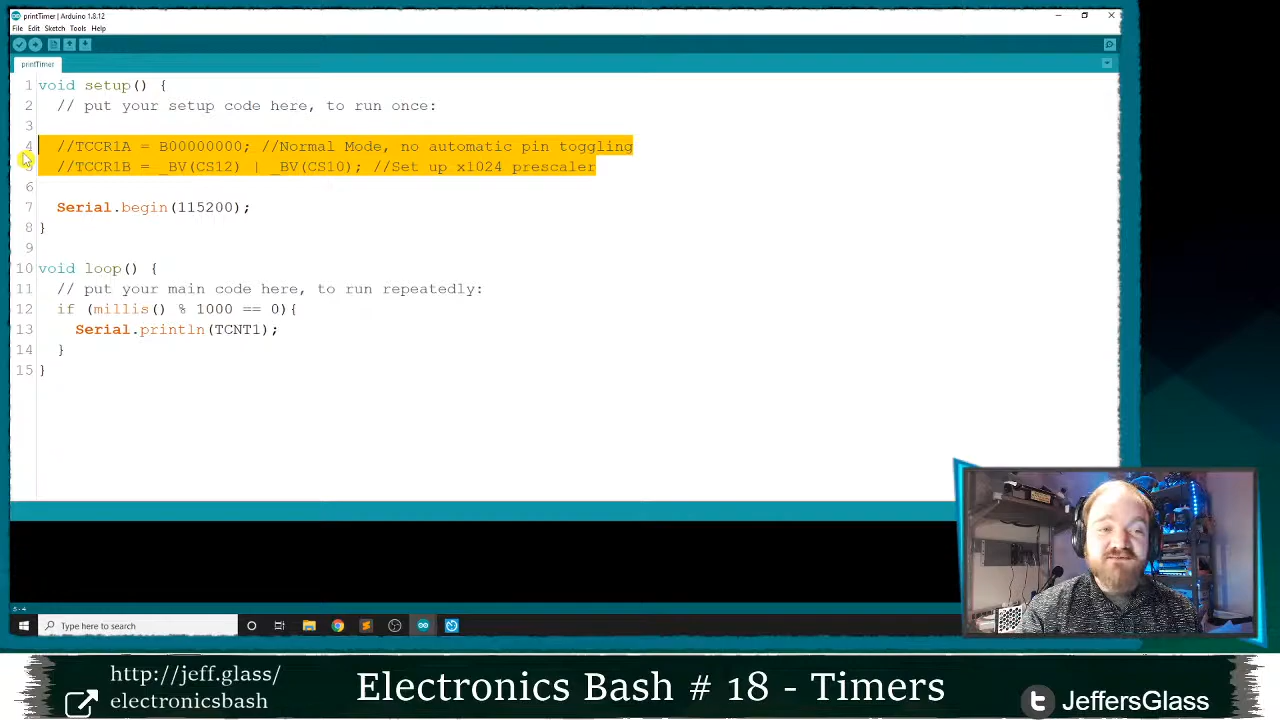 printTimer | Arduino 1.8.12
File Edit Sketch Tools Help
printTimer
1 void setup() {
2 // put your setup code here, to run once:
3
4 //TCCR1A = B00000000; //Normal Mode, no automatic pin toggling
//TCCR1B = _BV(CS12) | _BV(CS10); //Set up x1024 prescaler
6
7 Serial.begin(115200);
8 }
9
10 void loop() {
11 // put your main code here, to run repeatedly:
12 if (millis() % 1000 == 0){
13 Serial.println(TCNT1);
14 }
15 }
5 - 4
Type here to search
http://jeff.glass/
electronicsbash
Electronics Bash # 18 - Timers
JeffersGlass